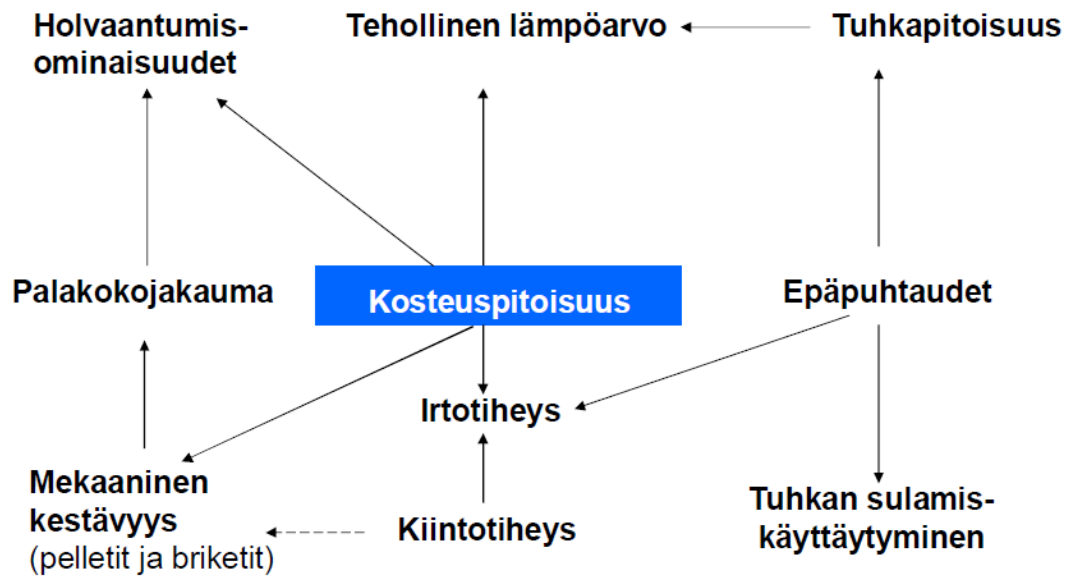 Holvaantumis-
ominaisuudet
Tehollinen lämpöarvo
Tuhkapitoisuus
Palakokojakauma
Kosteuspitoisuus
Epäpuhtaudet
Irtotiheys
Mekaaninen
kestävyys
(pelletit ja briketit)
Kiintotiheys
Tuhkan sulamis-
käyttäytyminen